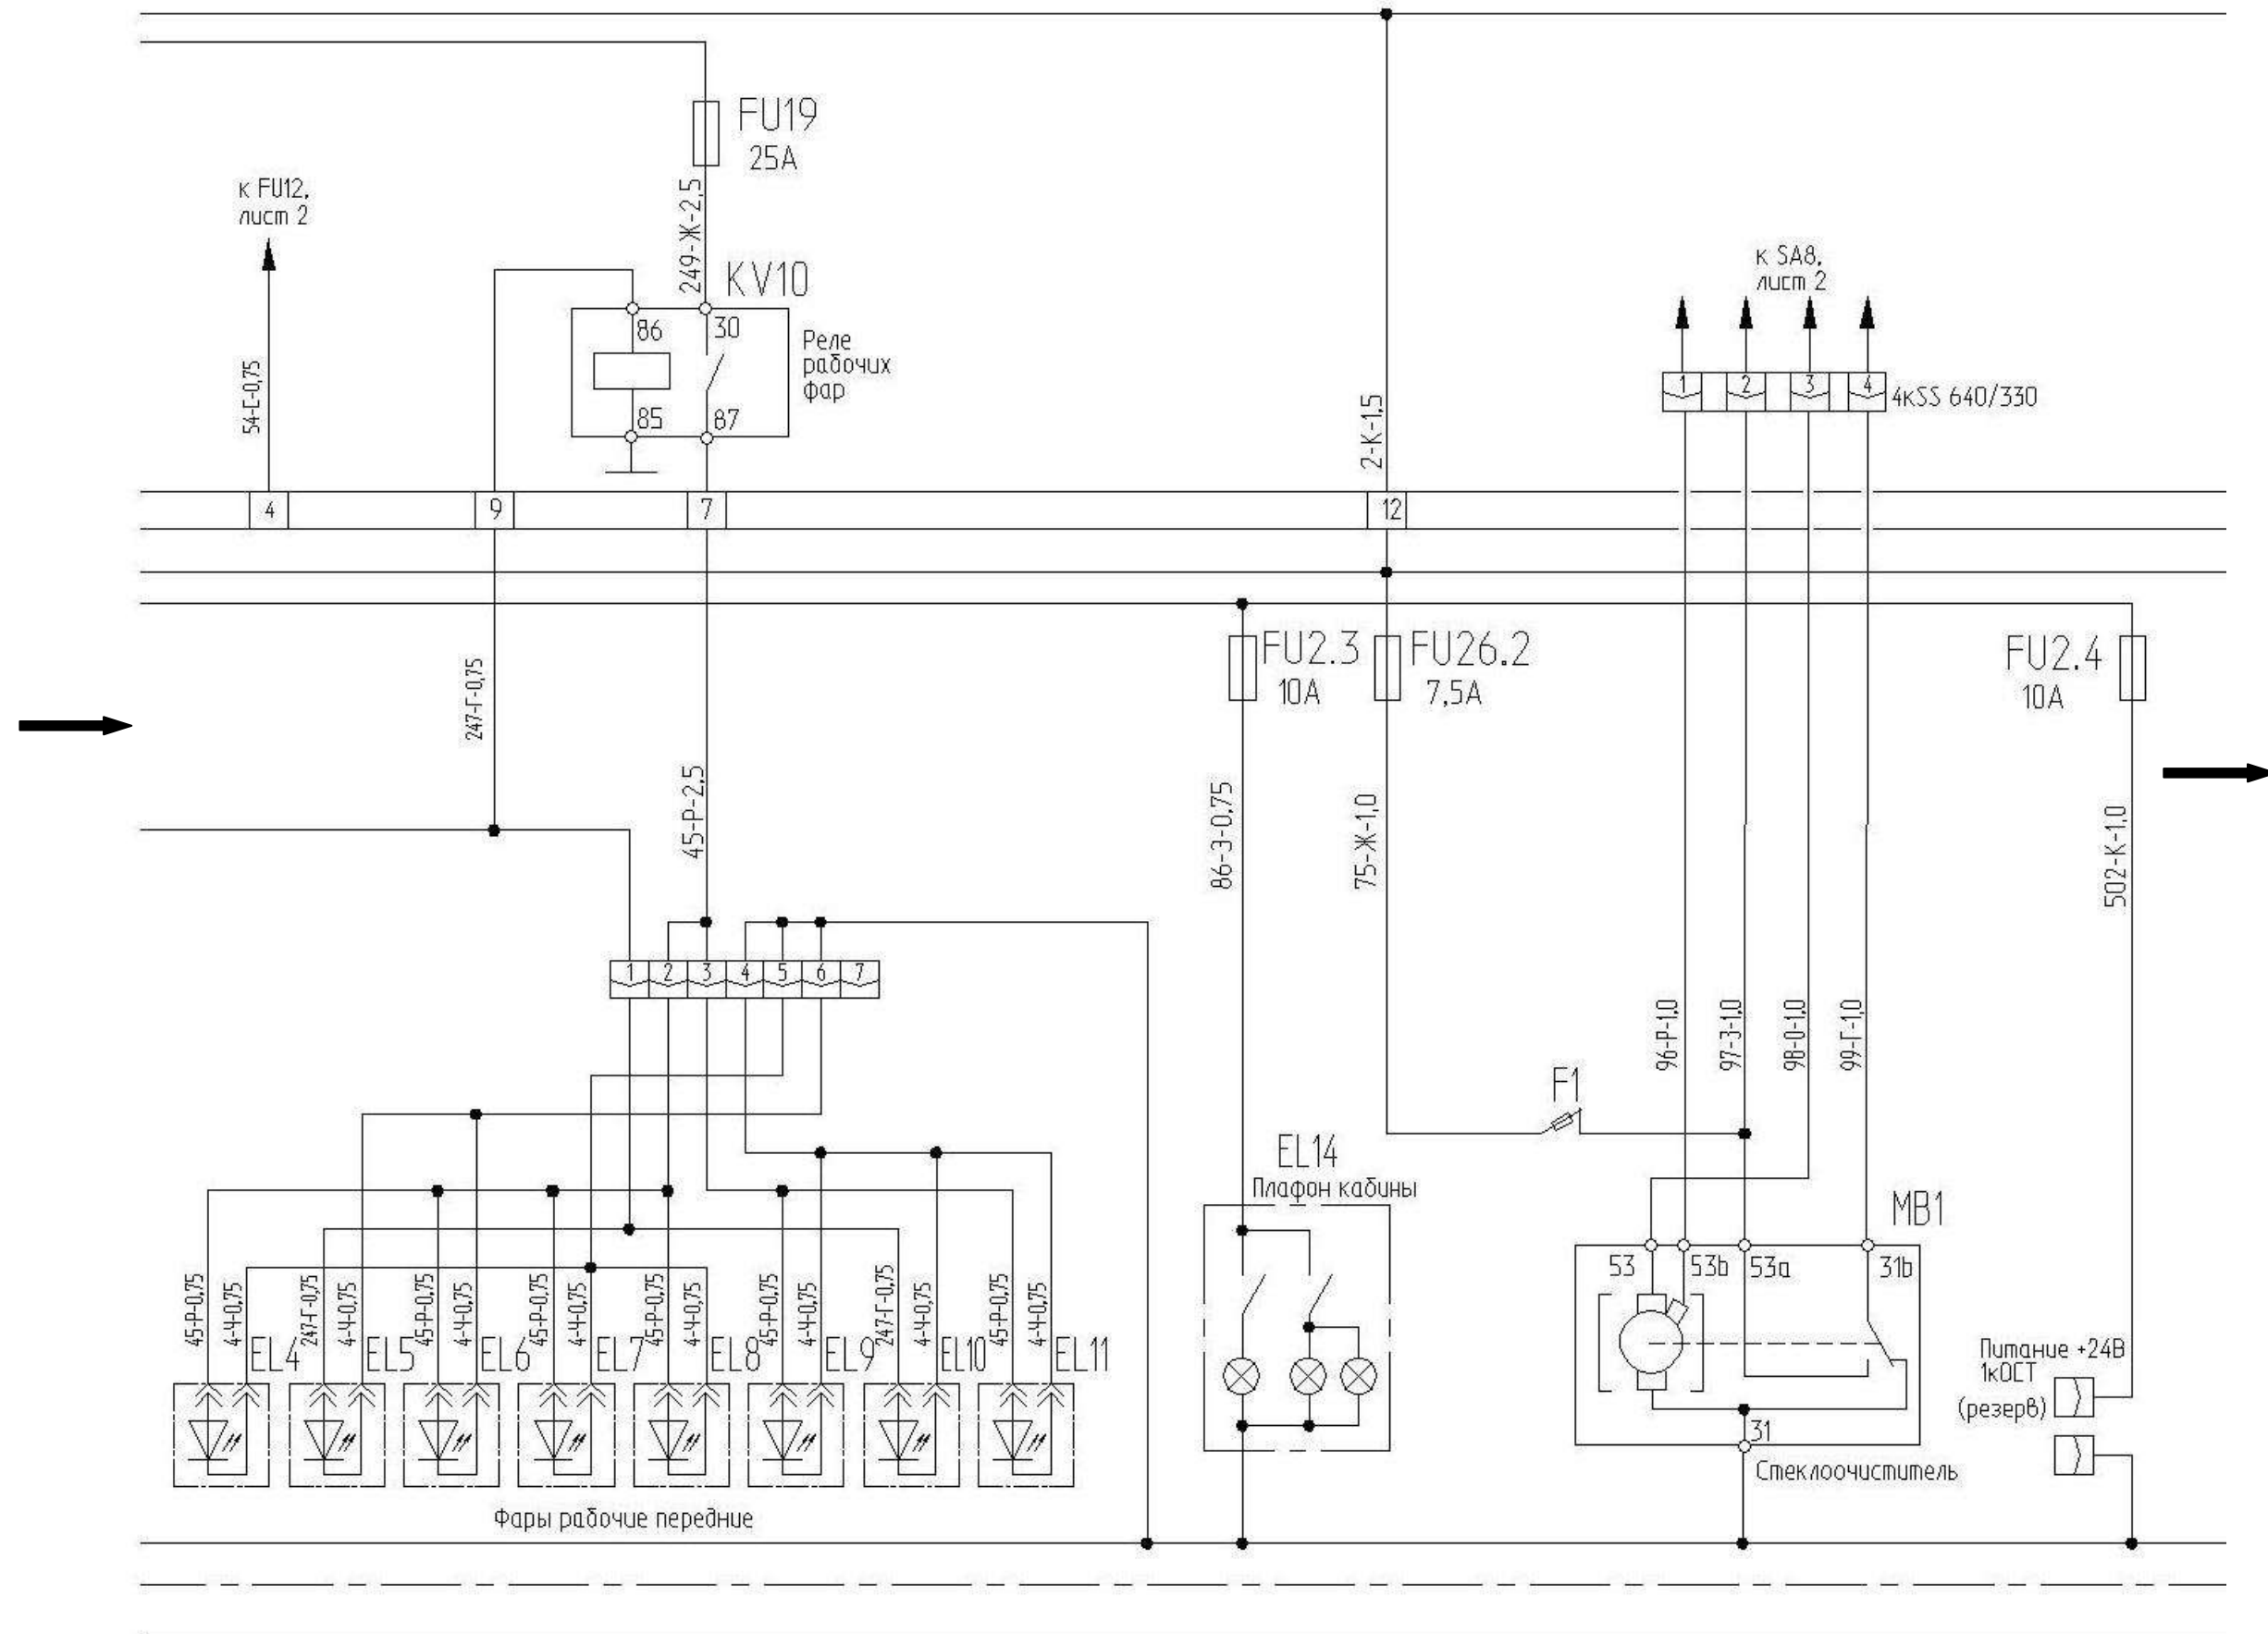 FU19
25А
к FU12,
лист 2
249-Ж-2,5
KV10
к SA8,
лист 2
86
30
Реле
рабочих
фар
85
87
54-С-0,75
2-К-1,5
1
2
3
4
4кSS 640/330
4
9
7
12
247-Г-0,75
45-Р-2,5
FU2.3
10А
FU26.2
7,5А
FU2.4
10А
86-З-0,75
75-Ж-1,0
502-К-1,0
1
2
3
4
5
6
7
96-Р-1,0
97-З-1,0
98-О-1,0
99-Г-1,0
F1
EL14
Плафон кабины
MB1
53
53b
53a
31b
45-Р-0,75
4-Ч-0,75
247-Г-0,75
4-Ч-0,75
45-Р-0,75
4-Ч-0,75
45-Р-0,75
4-Ч-0,75
45-Р-0,75
4-Ч-0,75
45-Р-0,75
4-Ч-0,75
247-Г-0,75
4-Ч-0,75
45-Р-0,75
4-Ч-0,75
EL4
EL5
EL6
EL7
EL8
EL9
EL10
EL11
Питание +24В
1кОСТ
(резерв)
31
Стеклоочиститель
Фары рабочие передние